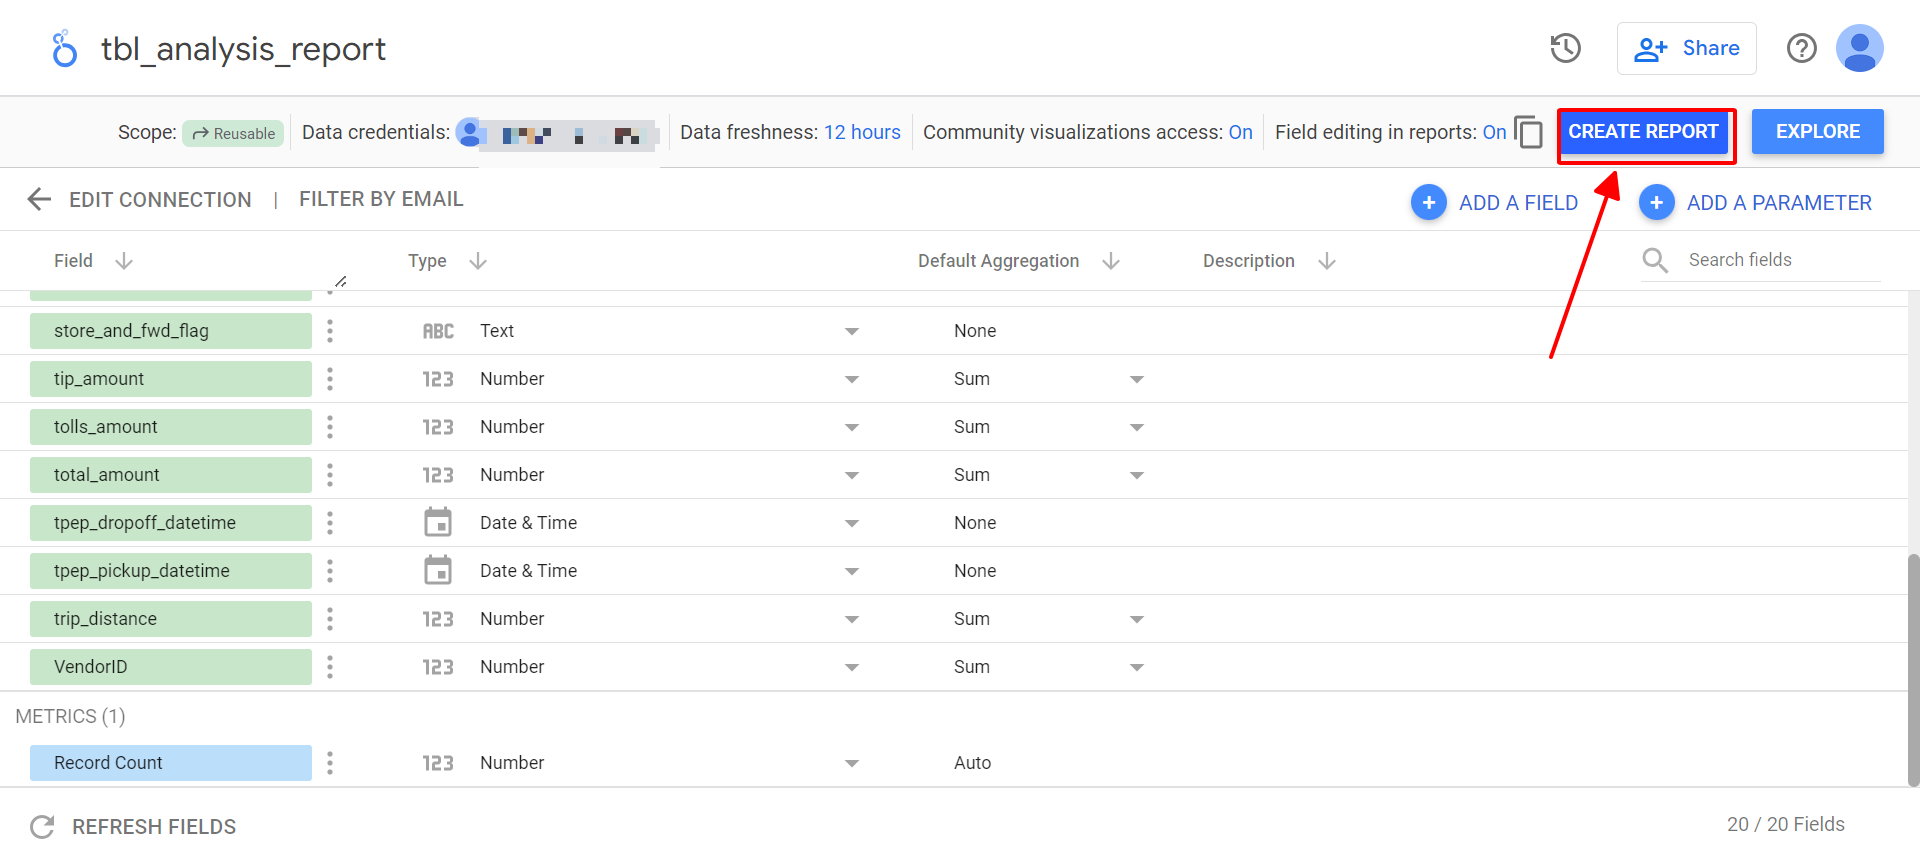 tbl_analysis_report
Share
Scope: Reusable Data credentials: Data freshness: 12 hours Community visualizations access: On Field editing in reports: On CREATE REPORT EXPLORE
EDIT CONNECTION | FILTER BY EMAIL + ADD A FIELD + ADD A PARAMETER
Field Type Default Aggregation Description Search fields
store_and_fwd_flag ABC Text None
tip_amount 123 Number Sum
tolls_amount 123 Number Sum
total_amount 123 Number Sum
tpep_dropoff_datetime Date & Time None
tpep_pickup_datetime Date & Time None
trip_distance 123 Number Sum
VendorID 123 Number Sum
METRICS (1)
Record Count 123 Number Auto
REFRESH FIELDS 20 / 20 Fields